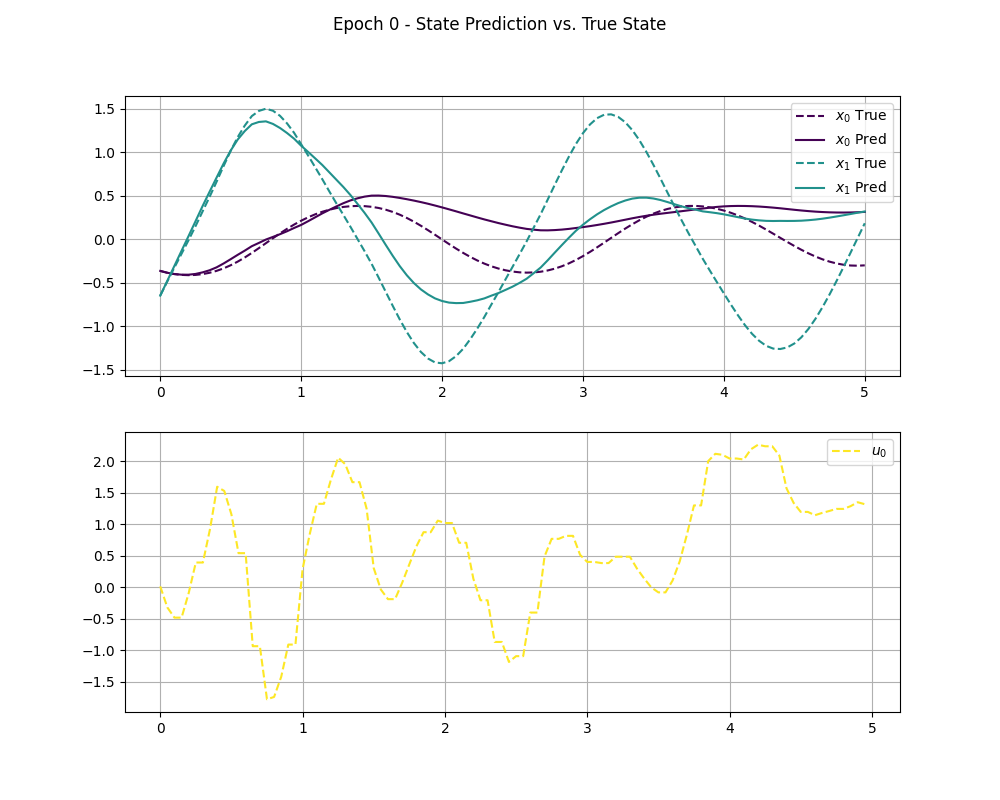 Epoch 0 - State Prediction vs. True State
1.5
1.0
0.5
0.0
−0.5
−1.0
−1.5
x₀ True
x₀ Pred
x₁ True
x₁ Pred
0 1 2 3 4 5
2.0
1.5
1.0
0.5
0.0
−0.5
−1.0
−1.5
u₀
0 1 2 3 4 5